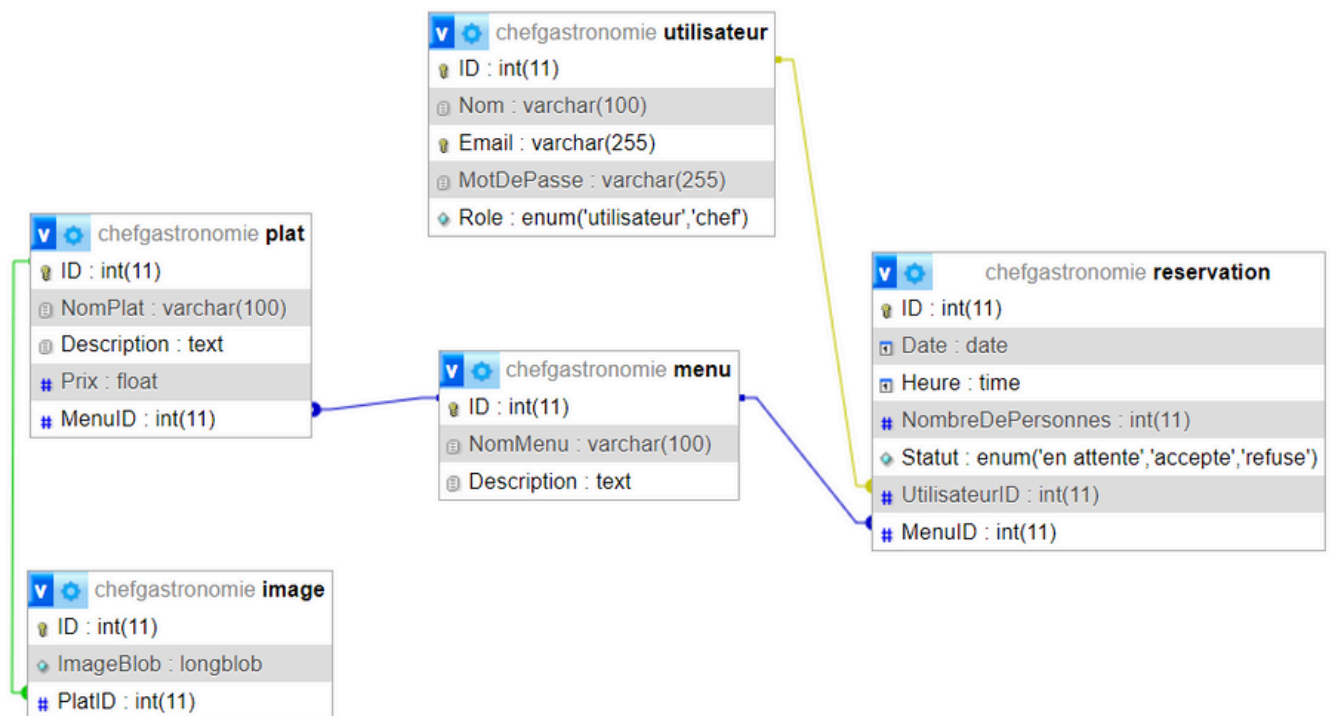 chefgastronomie utilisateur
ID : int(11)
Nom : varchar(100)
Email : varchar(255)
MotDePasse : varchar(255)
Role : enum('utilisateur','chef')
chefgastronomie plat
ID : int(11)
NomPlat : varchar(100)
Description : text
# Prix : float
# MenuID : int(11)
chefgastronomie menu
ID : int(11)
NomMenu : varchar(100)
Description : text
chefgastronomie reservation
ID : int(11)
Date : date
Heure : time
# NombreDePersonnes : int(11)
Statut : enum('en attente','accepte','refuse')
# UtilisateurID : int(11)
# MenuID : int(11)
chefgastronomie image
ID : int(11)
ImageBlob : longblob
# PlatID : int(11)